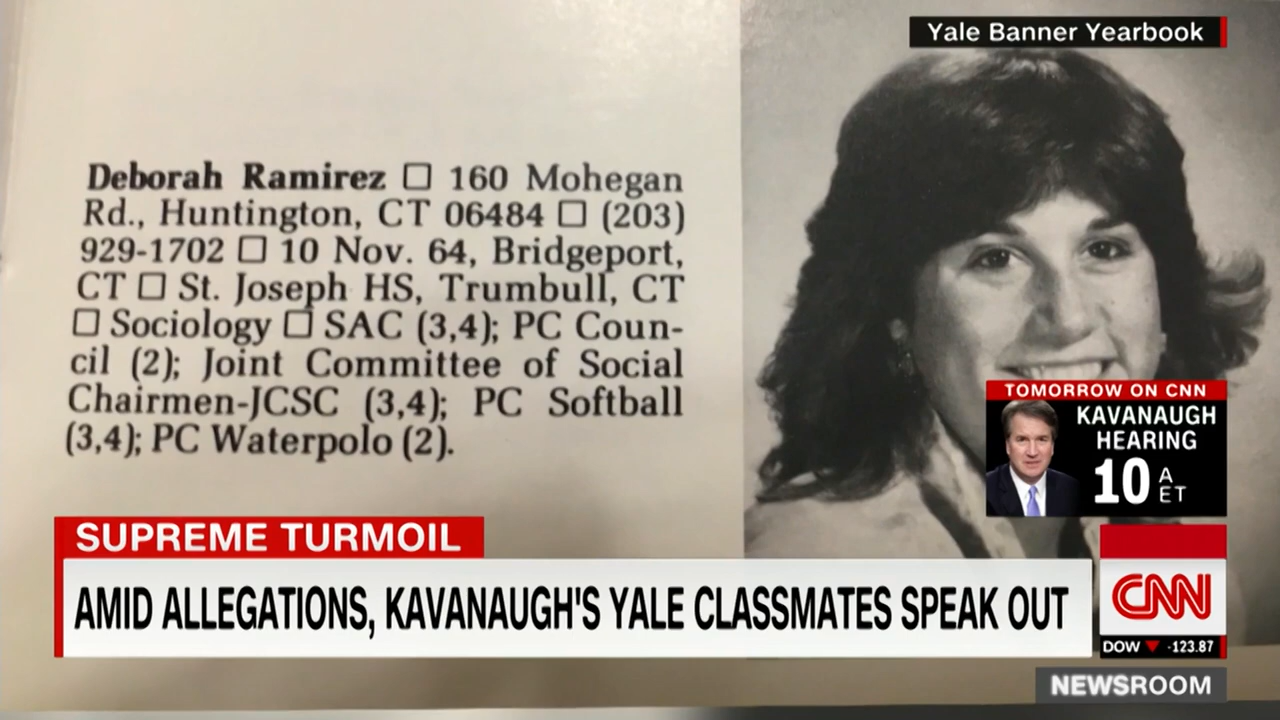 Yale Banner Yearbook
Deborah Ramirez □ 160 Mohegan
Rd., Huntington, CT 06484 □ (203)
929-1702 □ 10 Nov. 64, Bridgeport,
CT □ St. Joseph HS, Trumbull, CT
□ Sociology □ SAC (3,4); PC Coun-
cil (2); Joint Committee of Social
Chairmen-JCSC (3,4); PC Softball
(3,4); PC Waterpolo (2).
TOMORROW ON CNN
KAVANAUGH
HEARING
10 A ET
SUPREME TURMOIL
AMID ALLEGATIONS, KAVANAUGH'S YALE CLASSMATES SPEAK OUT
CNN
DOW ▼ -123.87
NEWSROOM